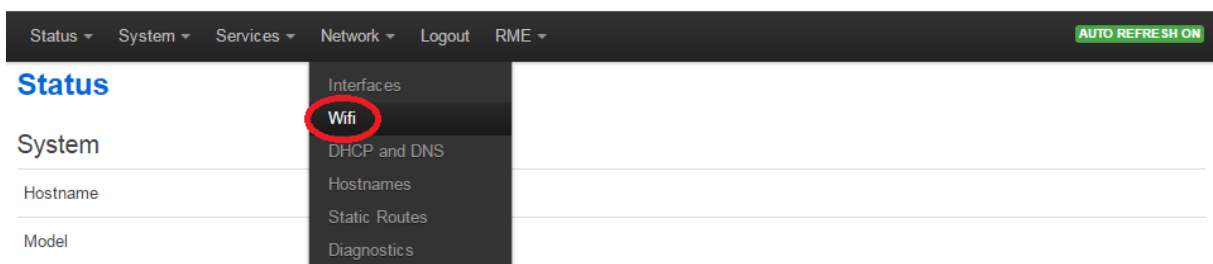 Status System Services Network Logout RME AUTO REFRESH ON
Status
Interfaces
Wifi
System
DHCP and DNS
Hostnames
Hostname
Static Routes
Model
Diagnostics